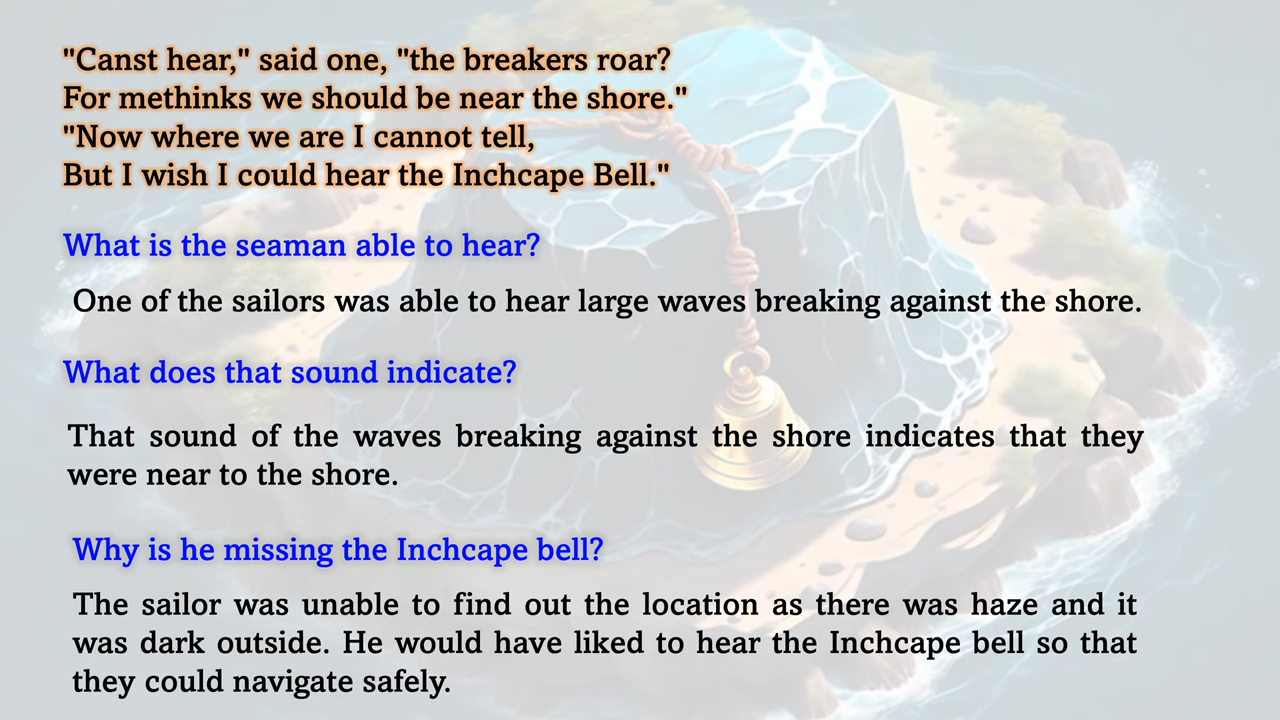 "Canst hear," said one, "the breakers roar?
For methinks we should be near the shore."
"Now where we are I cannot tell,
But I wish I could hear the Inchcape Bell."
What is the seaman able to hear?
One of the sailors was able to hear large waves breaking against the shore.
What does that sound indicate?
That sound of the waves breaking against the shore indicates that they
were near to the shore.
Why is he missing the Inchcape bell?
The sailor was unable to find out the location as there was haze and it
was dark outside. He would have liked to hear the Inchcape bell so that
they could navigate safely.